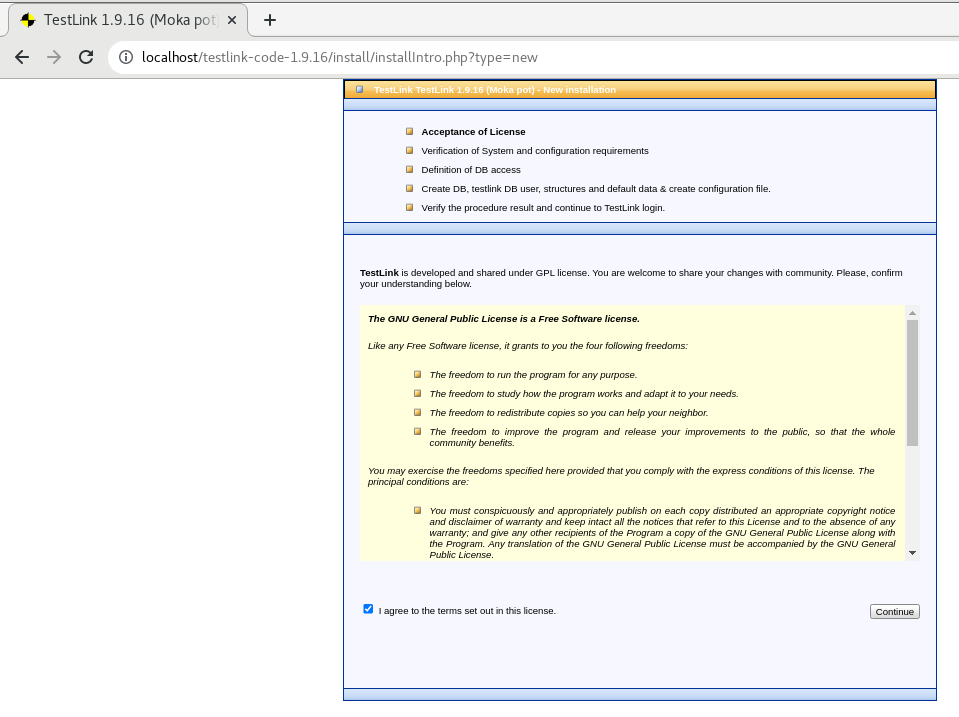 TestLink 1.9.16 (Moka pot)
localhost/testlink-code-1.9.16/install/installIntro.php?type=new
TestLink TestLink 1.9.16 (Moka pot) - New installation
Acceptance of License
Verification of System and configuration requirements
Definition of DB access
Create DB, testlink DB user, structures and default data & create configuration file.
Verify the procedure result and continue to TestLink login.
TestLink is developed and shared under GPL license. You are welcome to share your changes with community. Please, confirm
your understanding below.
The GNU General Public License is a Free Software license.
Like any Free Software license, it grants to you the four following freedoms:
The freedom to run the program for any purpose.
The freedom to study how the program works and adapt it to your needs.
The freedom to redistribute copies so you can help your neighbor.
The freedom to improve the program and release your improvements to the public, so that the whole
community benefits.
You may exercise the freedoms specified here provided that you comply with the express conditions of this license. The
principal conditions are:
You must conspicuously and appropriately publish on each copy distributed an appropriate copyright notice
and disclaimer of warranty and keep intact all the notices that refer to this License and to the absence of any
warranty; and give any other recipients of the Program a copy of the GNU General Public License along with
the Program. Any translation of the GNU General Public License must be accompanied by the GNU General
Public License.
I agree to the terms set out in this license.
Continue